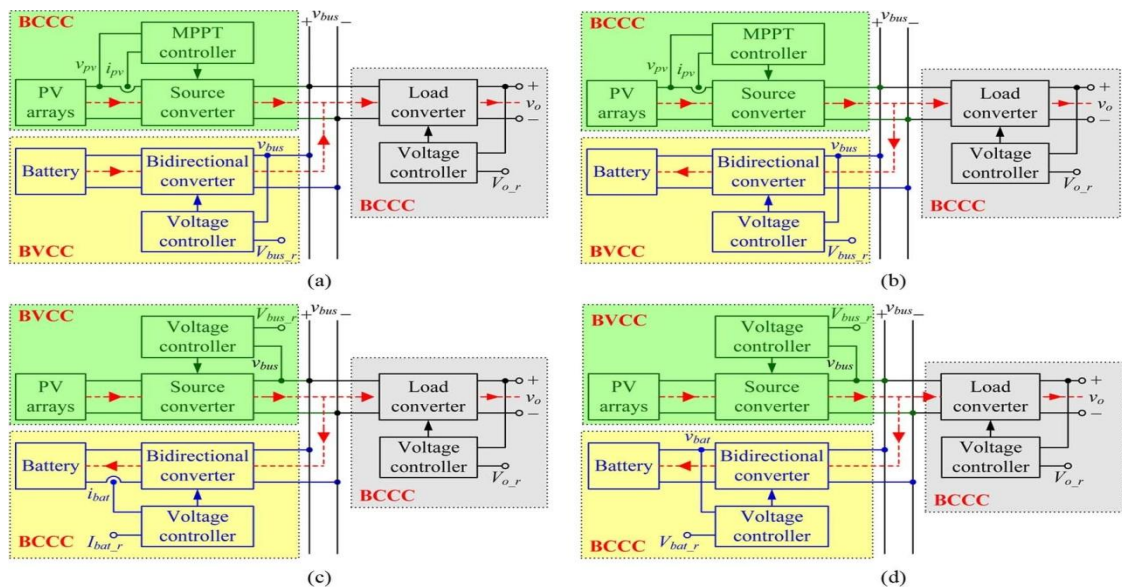 BCCC
MPPT
controller
v_pv
i_pv
PV
arrays
Source
converter
+ v_bus −
Load
converter
+
v_o
−
Voltage
controller
V_o_r
BCCC
Battery
Bidirectional
converter
v_bus
Voltage
controller
V_bus_r
BVCC
(a)
BCCC
MPPT
controller
v_pv
i_pv
PV
arrays
Source
converter
+ v_bus −
Load
converter
+
v_o
−
Voltage
controller
V_o_r
BCCC
Battery
Bidirectional
converter
v_bus
Voltage
controller
V_bus_r
BVCC
(b)
BVCC
Voltage
controller
V_bus_r
v_bus
PV
arrays
Source
converter
+ v_bus −
Load
converter
+
v_o
−
Voltage
controller
V_o_r
BCCC
Battery
Bidirectional
converter
i_bat
Voltage
controller
I_bat_r
BCCC
(c)
BVCC
Voltage
controller
V_bus_r
v_bus
PV
arrays
Source
converter
+ v_bus −
Load
converter
+
v_o
−
Voltage
controller
V_o_r
BCCC
v_bat
Battery
Bidirectional
converter
Voltage
controller
V_bat_r
BCCC
(d)